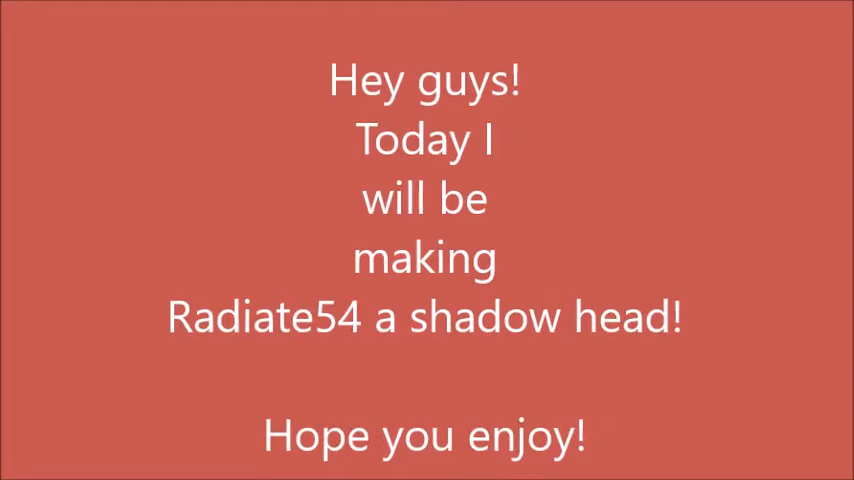 Hey guys!
Today I
will be
making
Radiate54 a shadow head!
Hope you enjoy!